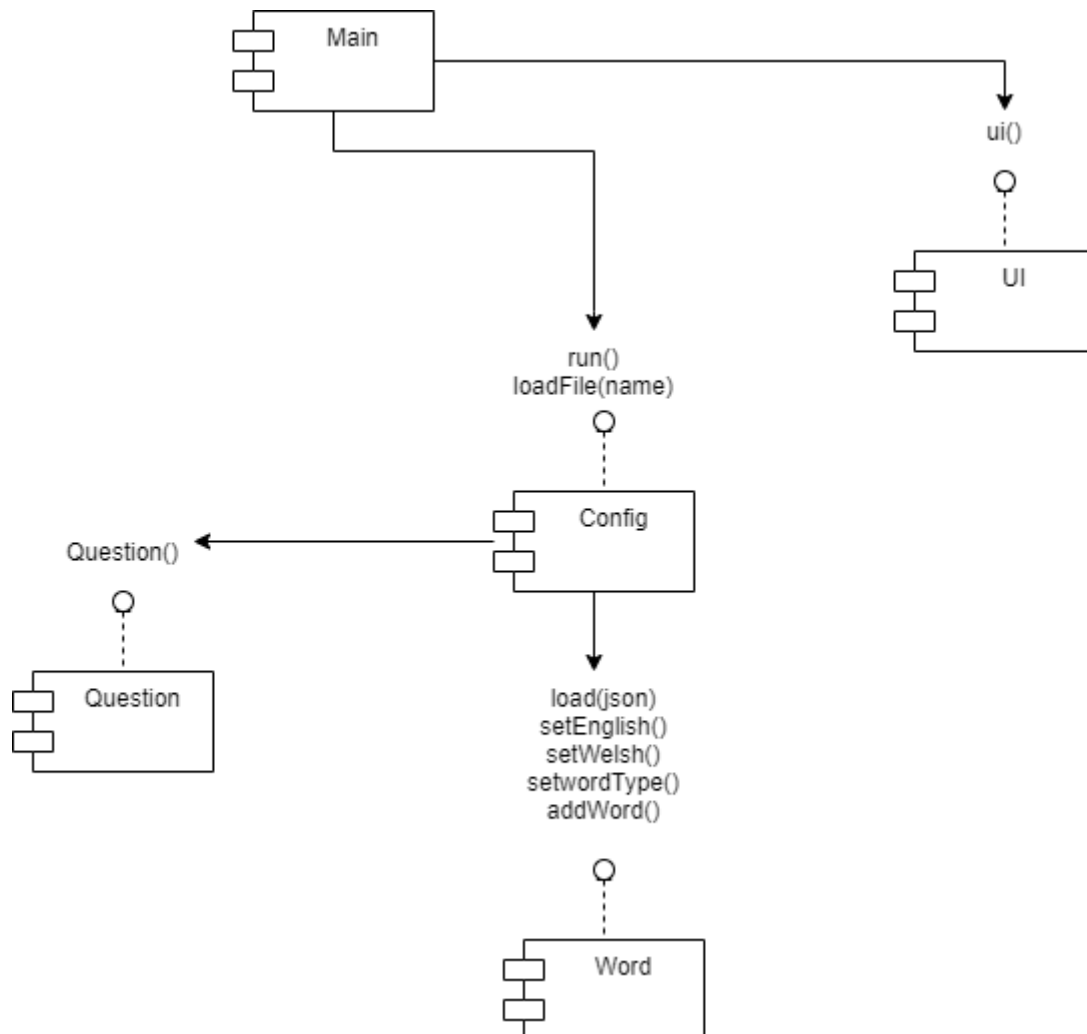 Main
ui()
UI
run()
loadFile(name)
Config
Question()
Question
load(json)
setEnglish()
setWelsh()
setwordType()
addWord()
Word